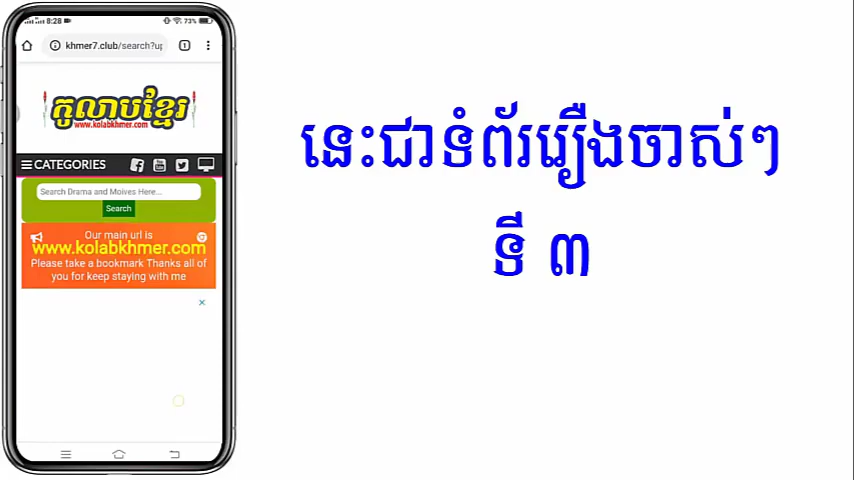 8:28
73%
khmer7.club/search?up
1
កូលាបខ្មែរ
www.kolabkhmer.com
CATEGORIES
Search Drama and Moives Here...
Search
Our main url is
www.kolabkhmer.com
Please take a bookmark Thanks all of
you for keep staying with me
នេះជាទំព័ររឿងចាស់ៗ
ទី ៣